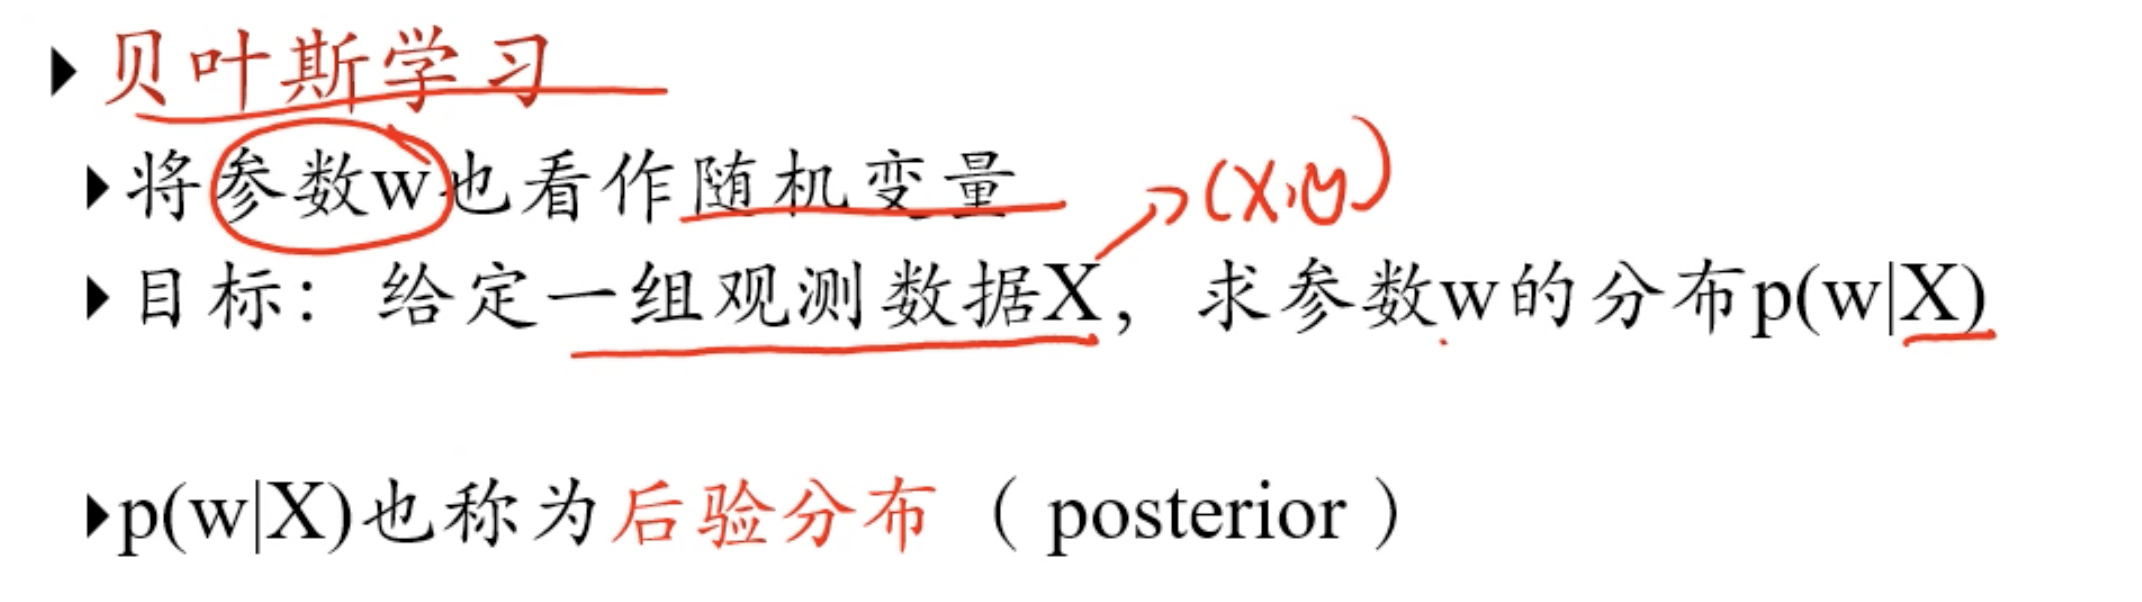 贝叶斯学习
将参数w也看作随机变量
(x,y)
目标：给定一组观测数据X，求参数w的分布p(w|X)
p(w|X)也称为后验分布（posterior）